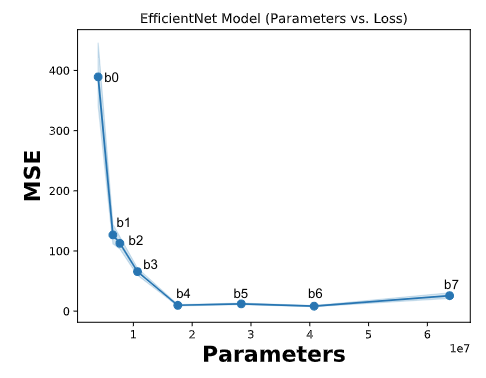 EfficientNet Model (Parameters vs. Loss)
MSE
400
300
200
100
0
b0
b1
b2
b3
b4
b5
b6
b7
1
2
3
4
5
6
1e7
Parameters